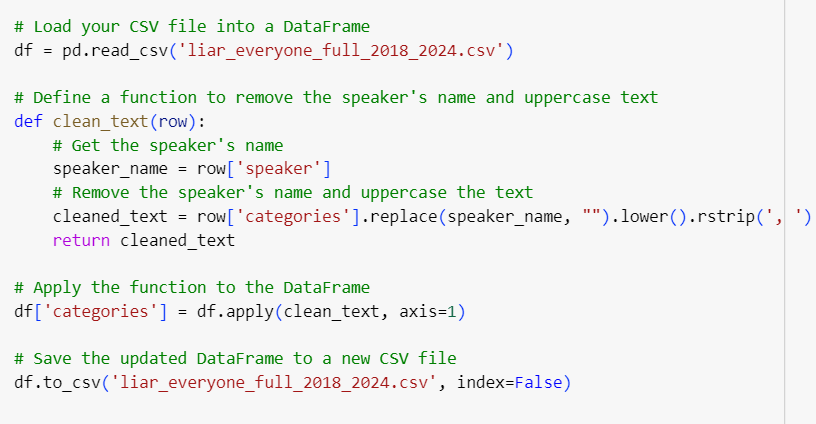 # Load your CSV file into a DataFrame
df = pd.read_csv('liar_everyone_full_2018_2024.csv')
# Define a function to remove the speaker's name and uppercase text
def clean_text(row):
    # Get the speaker's name
    speaker_name = row['speaker']
    # Remove the speaker's name and uppercase the text
    cleaned_text = row['categories'].replace(speaker_name, "").lower().rstrip(', ')
    return cleaned_text
# Apply the function to the DataFrame
df['categories'] = df.apply(clean_text, axis=1)
# Save the updated DataFrame to a new CSV file
df.to_csv('liar_everyone_full_2018_2024.csv', index=False)